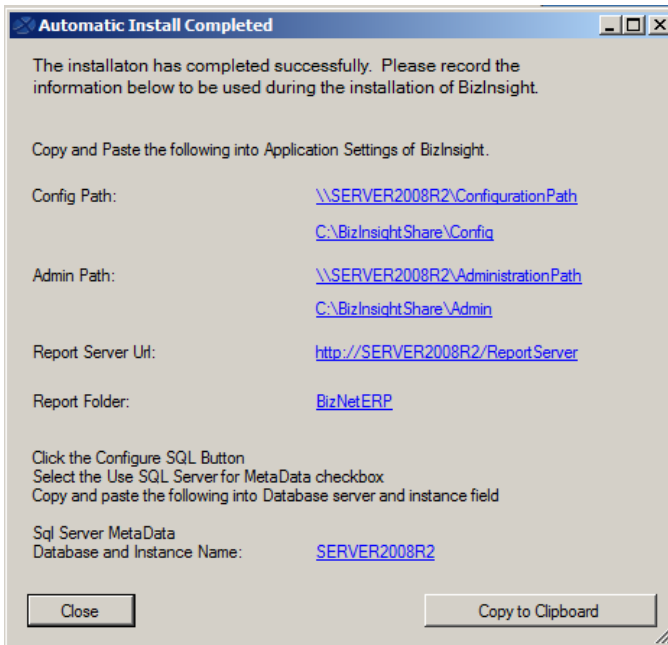 Automatic Install Completed
The installaton has completed successfully. Please record the
information below to be used during the installation of BizInsight.
Copy and Paste the following into Application Settings of BizInsight.
Config Path: \\SERVER2008R2\ConfigurationPath
C:\BizInsightShare\Config
Admin Path: \\SERVER2008R2\AdministrationPath
C:\BizInsightShare\Admin
Report Server Url: http://SERVER2008R2/ReportServer
Report Folder: BizNetERP
Click the Configure SQL Button
Select the Use SQL Server for MetaData checkbox
Copy and paste the following into Database server and instance field
Sql Server MetaData
Database and Instance Name: SERVER2008R2
Close Copy to Clipboard